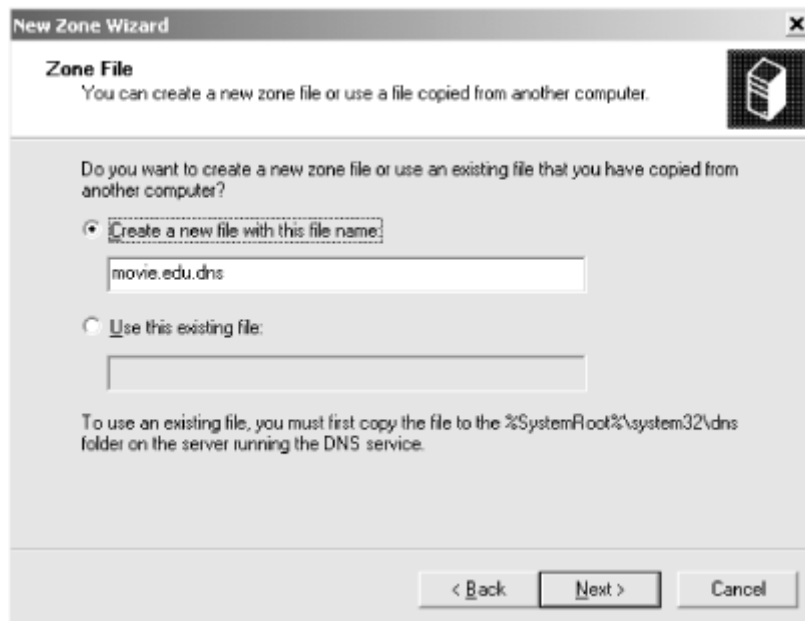 New Zone Wizard
Zone File
You can create a new zone file or use a file copied from another computer.
Do you want to create a new zone file or use an existing file that you have copied from
another computer?
Create a new file with this file name:
movie.edu.dns
Use this existing file:
To use an existing file, you must first copy the file to the %SystemRoot%\system32\dns
folder on the server running the DNS service.
< Back
Next >
Cancel